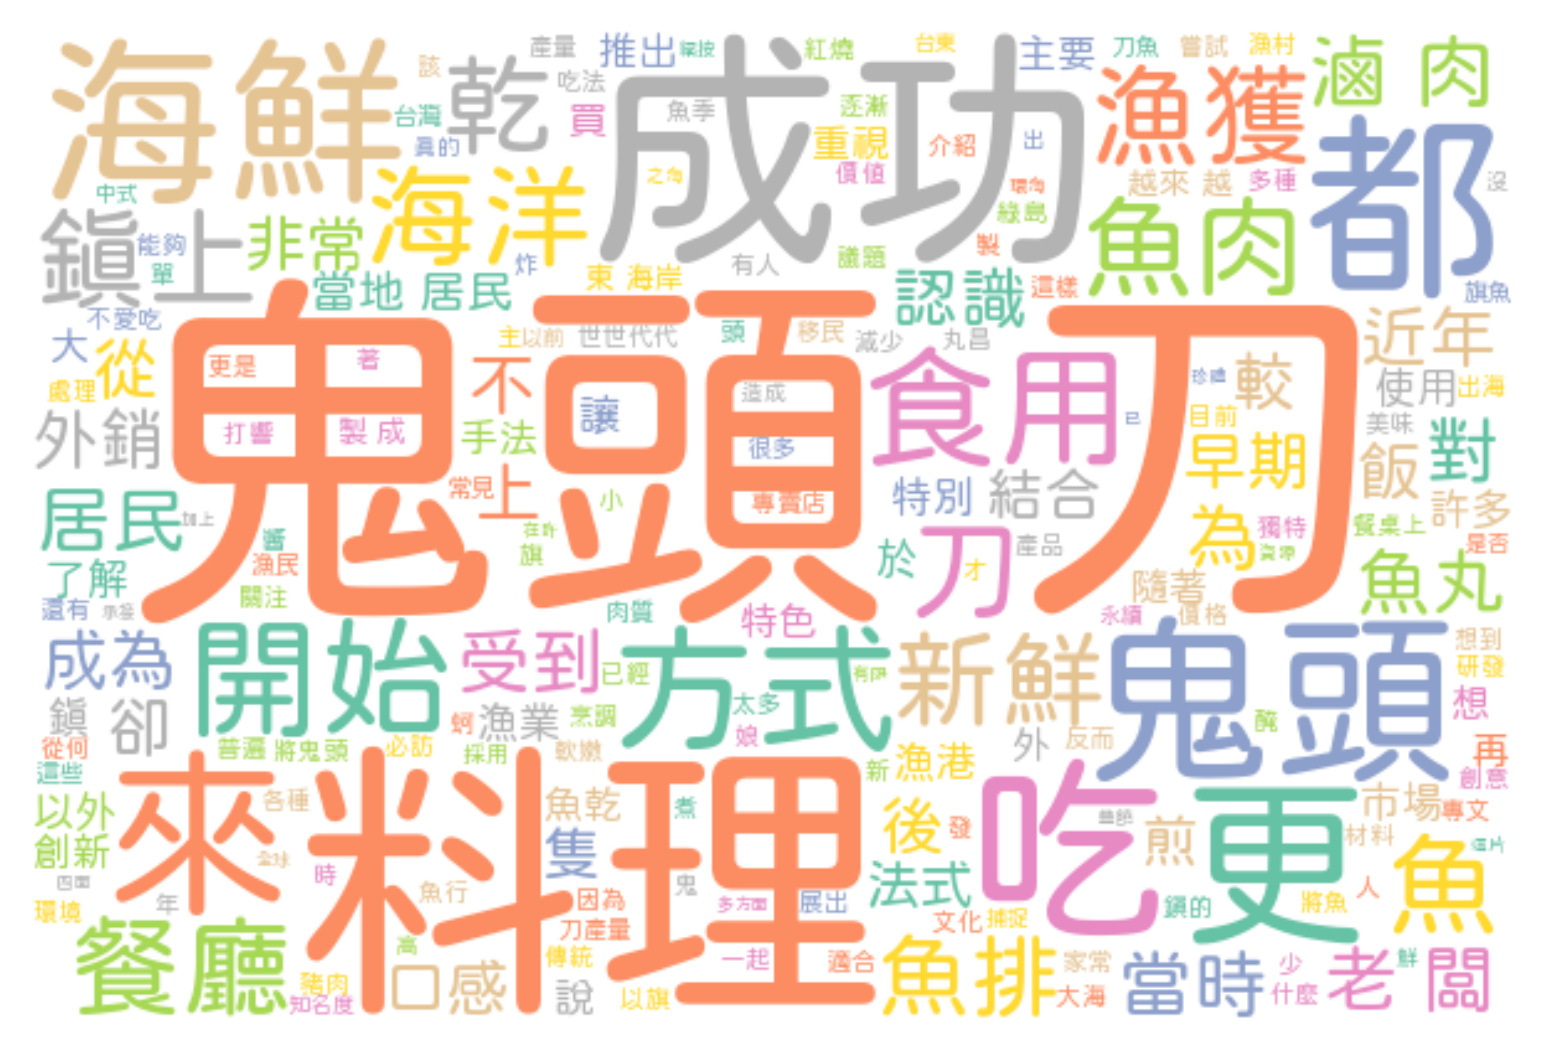 海鮮
乾
該
產量
吃法
推出
買
台灣
真的
成功
魚季
紅燒
逐漸
重視
價值
台東
介紹
出
主要
刀魚
嘗試
漁村
漁獲
滷 肉
越來 越
多種
綠島
製
議題
有人
都
沒
旗魚
魚肉
中式
鎮上
能夠
單
非常
海洋
炸
當地 居民
東 海岸
認識
這樣
不愛吃
大
從
處理
外銷
居民
加上
了解
還有
鬼頭刀
更是
著
打響
製 成
主以前
世世代代
頭
移民
減少
丸昌
不
讓
造成
很多
專賣店
手法
常見
上
小
旗
醬
漁民
關注
肉質
特色
食用
特別
結合
於
刀
才
產品
早期
目前
較
近年
使用
出海
美味
飯
對
許多
餐桌上
是否
為
獨特
隨著
價格
永續
魚丸
成為
鎮
卻
從何
這些
開始
受到
已經
方式
太多
娘
蚵
漁業
烹調
普遍
將鬼頭
必訪
採用
軟嫩
新鮮
外
反而
鬼頭
醃
想到
研發
想
再
創意
漁港
新
以外
創新
環境
來
各種
年
料理
時
魚行
魚乾
隻
煮
鬼
因為
多方面
展出
刀產量
後
發
法式
吃
煎
更
鎮的
市場
專文
材料
魚
人
將魚
文化
捕捉
餐廳
高
豬肉
知名度
口感
傳統
說
以旗
一起
適合
魚排
家常
大海
當時
少
什麼
老 闆
鮮